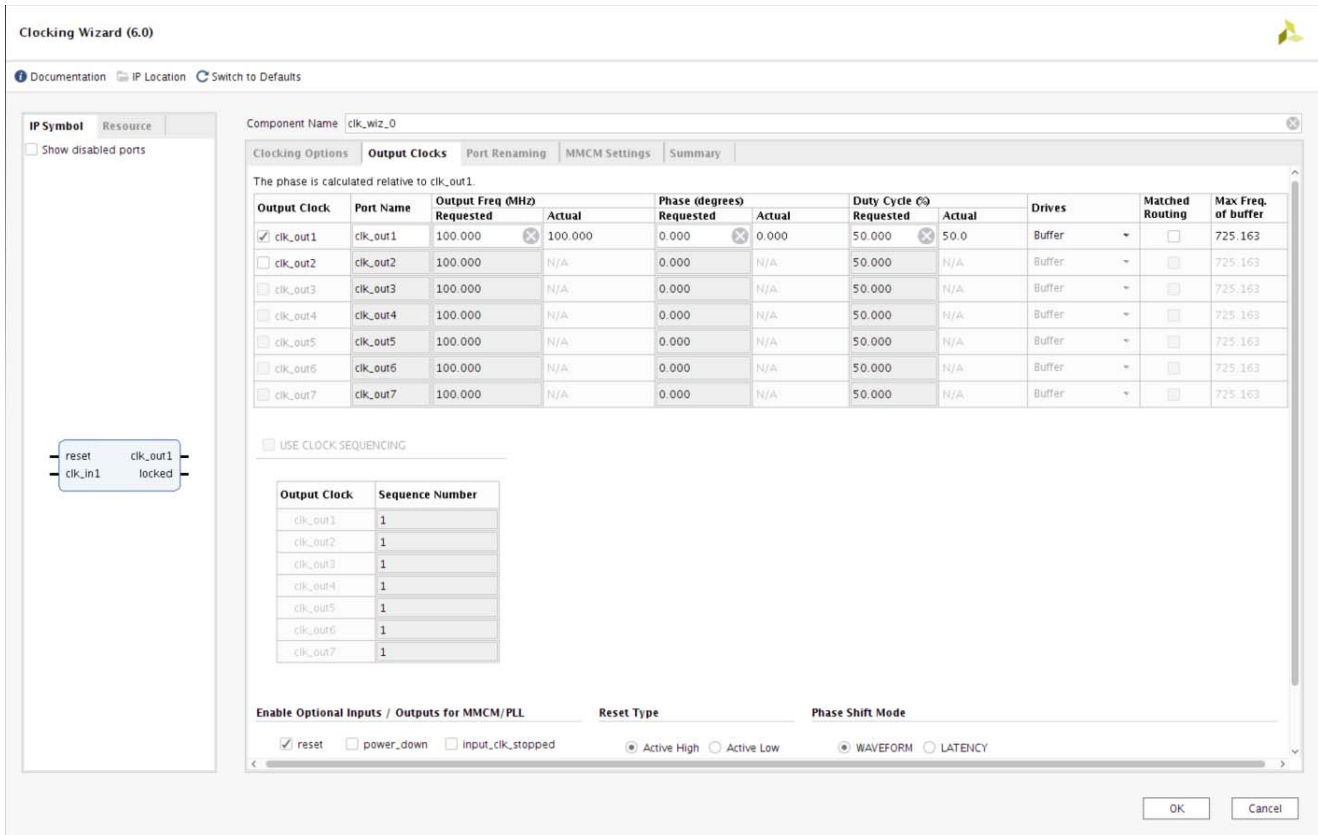 Clocking Wizard (6.0)
Documentation IP Location Switch to Defaults
IP Symbol Resource
Show disabled ports
reset clk_out1
clk_in1 locked
Component Name clk_wiz_0
Clocking Options Output Clocks Port Renaming MMCM Settings Summary
The phase is calculated relative to clk_out1.
Output Clock Port Name Output Freq (MHz) Phase (degrees) Duty Cycle (%) Drives Matched Routing Max Freq. of buffer
Requested Actual Requested Actual Requested Actual
clk_out1 clk_out1 100.000 100.000 0.000 0.000 50.000 50.0 Buffer 725.163
clk_out2 clk_out2 100.000 N/A 0.000 N/A 50.000 N/A Buffer 725.163
clk_out3 clk_out3 100.000 N/A 0.000 N/A 50.000 N/A Buffer 725.163
clk_out4 clk_out4 100.000 N/A 0.000 N/A 50.000 N/A Buffer 725.163
clk_out5 clk_out5 100.000 N/A 0.000 N/A 50.000 N/A Buffer 725.163
clk_out6 clk_out6 100.000 N/A 0.000 N/A 50.000 N/A Buffer 725.163
clk_out7 clk_out7 100.000 N/A 0.000 N/A 50.000 N/A Buffer 725.163
USE CLOCK SEQUENCING
Output Clock Sequence Number
clk_out1 1
clk_out2 1
clk_out3 1
clk_out4 1
clk_out5 1
clk_out6 1
clk_out7 1
Enable Optional Inputs / Outputs for MMCM/PLL Reset Type Phase Shift Mode
reset power_down input_clk_stopped Active High Active Low WAVEFORM LATENCY
OK Cancel